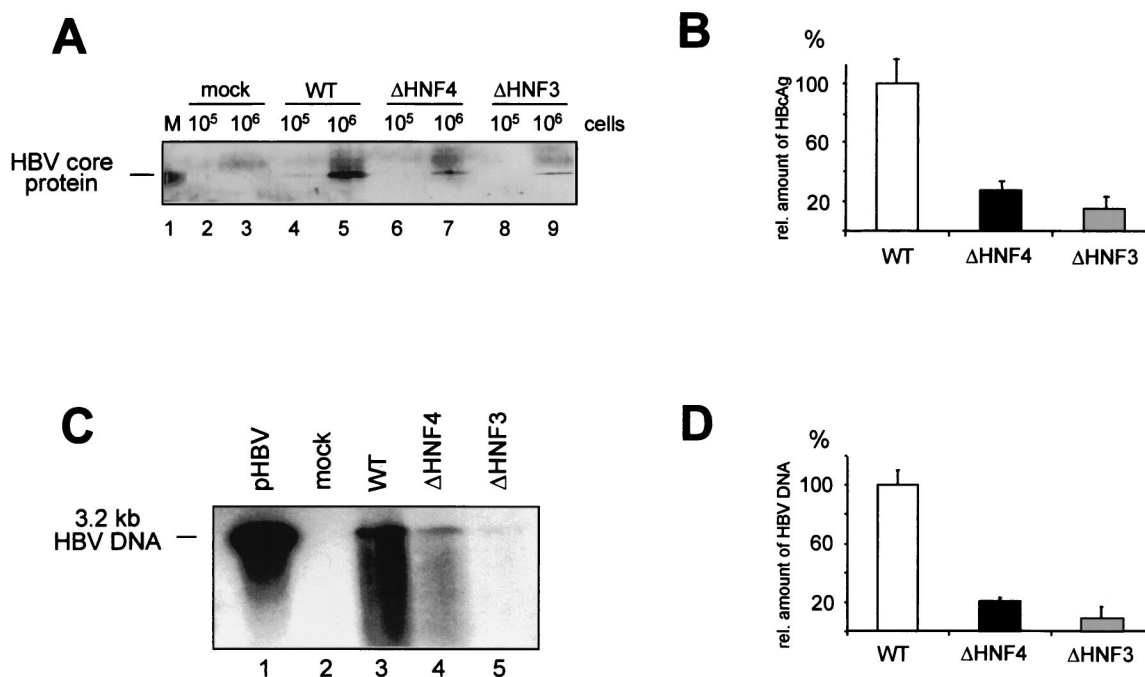 A
mock WT ΔHNF4 ΔHNF3
M 10⁵ 10⁶ 10⁵ 10⁶ 10⁵ 10⁶ 10⁵ 10⁶ cells
HBV core
protein
1 2 3 4 5 6 7 8 9
B
%
rel. amount of HBcAg
100
60
20
WT ΔHNF4 ΔHNF3
C
pHBV mock WT ΔHNF4 ΔHNF3
3.2 kb
HBV DNA
1 2 3 4 5
D
%
rel. amount of HBV DNA
100
60
20
WT ΔHNF4 ΔHNF3